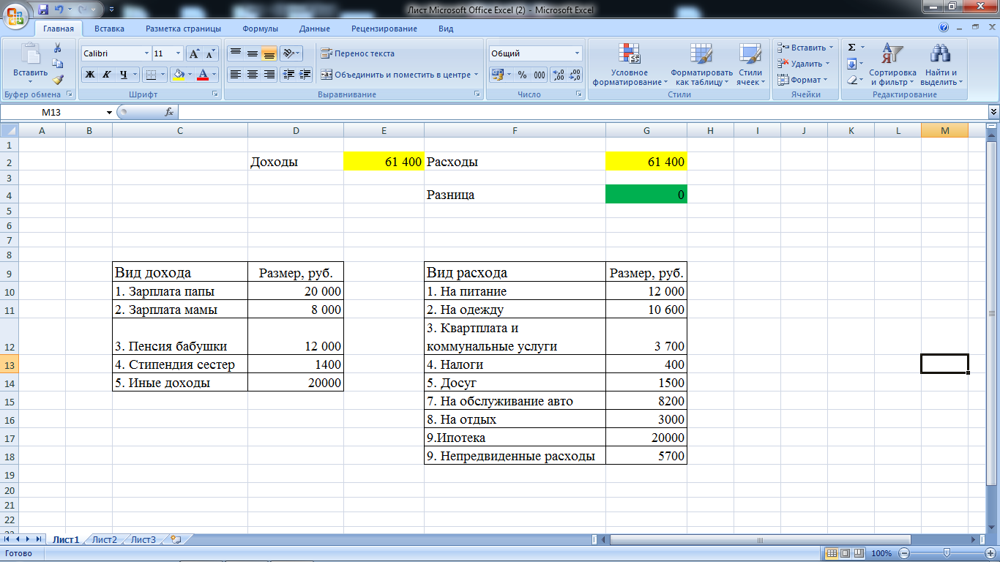 Лист Microsoft Office Excel (2) - Microsoft Excel
Главная Вставка Разметка страницы Формулы Данные Рецензирование Вид
Вставить
Буфер обмена
Calibri 11
Ж К Ч
А
Шрифт
Перенос текста
Объединить и поместить в центре
Выравнивание
Общий
% 000
Число
Условное форматирование
Форматировать как таблицу
Стили ячеек
Стили
Вставить
Удалить
Формат
Ячейки
Σ
Сортировка и фильтр
Найти и выделить
Редактирование
M13 fx
A B C D E F G H I J K L M
1
2 Доходы 61 400 Расходы 61 400
3
4 Разница 0
5
6
7
8
9 Вид дохода Размер, руб. Вид расхода Размер, руб.
10 1. Зарплата папы 20 000 1. На питание 12 000
11 2. Зарплата мамы 8 000 2. На одежду 10 600
3. Квартплата и
12 3. Пенсия бабушки 12 000 коммунальные услуги 3 700
13 4. Стипендия сестер 1400 4. Налоги 400
14 5. Иные доходы 20000 5. Досуг 1500
15 7. На обслуживание авто 8200
16 8. На отдых 3000
17 9.Ипотека 20000
18 9. Непредвиденные расходы 5700
19
20
21
22
Лист1 Лист2 Лист3
Готово 100%